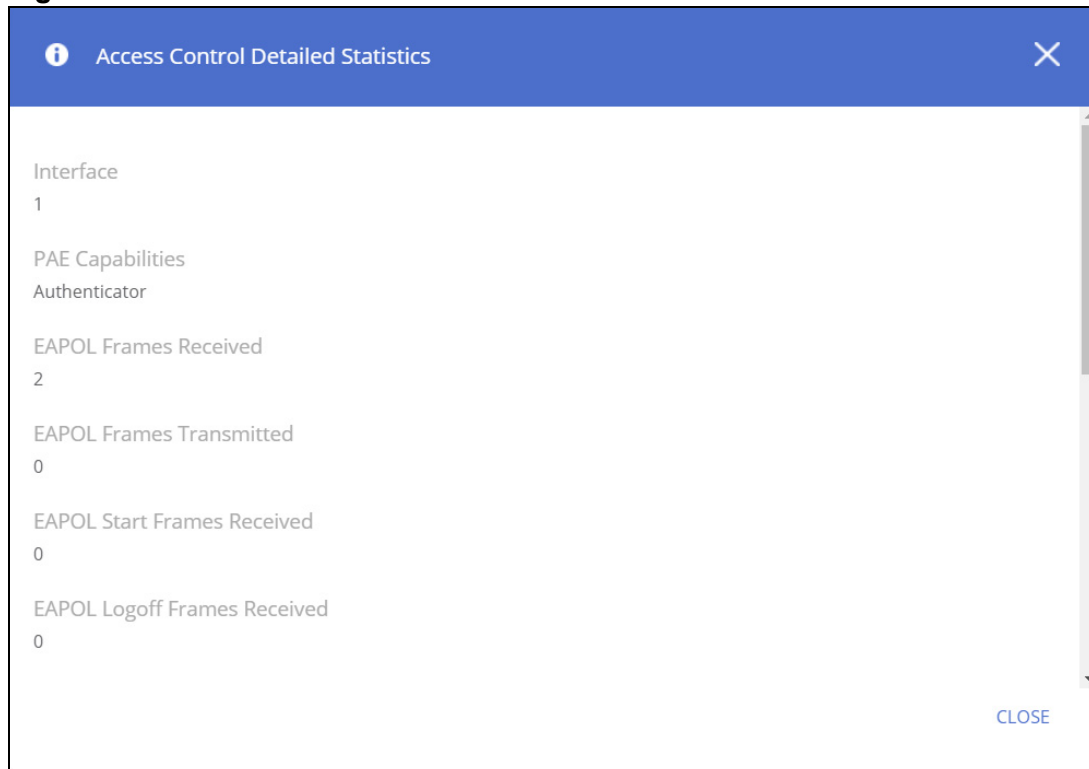 Access Control Detailed Statistics
Interface
1
PAE Capabilities
Authenticator
EAPOL Frames Received
2
EAPOL Frames Transmitted
0
EAPOL Start Frames Received
0
EAPOL Logoff Frames Received
0
CLOSE